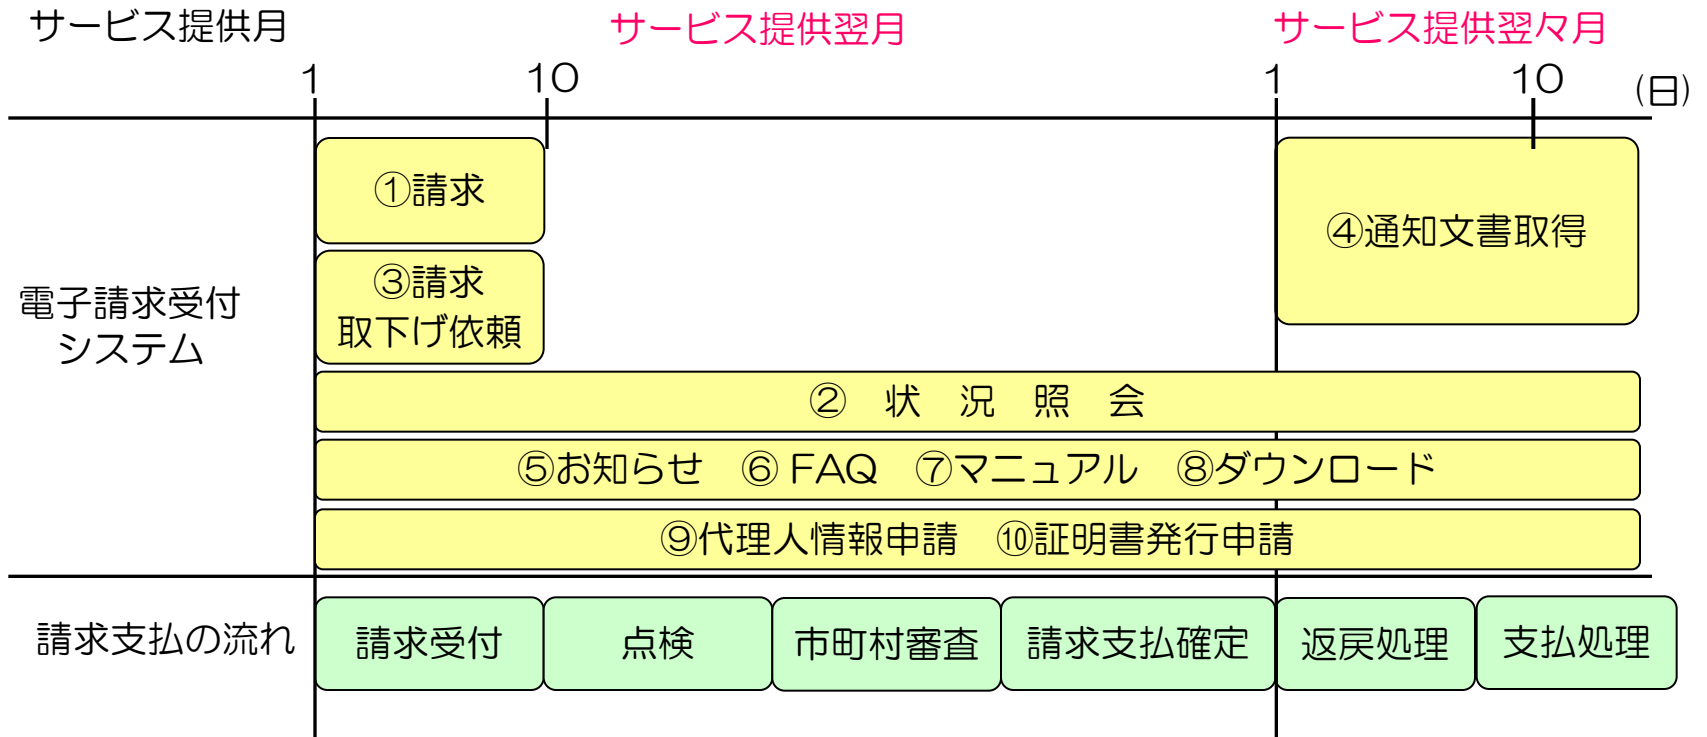 サービス提供月
サービス提供翌月
サービス提供翌々月
1
10
1
10
(日)
電子請求受付
システム
①請求
③請求
取下げ依頼
④通知文書取得
② 状 況 照 会
⑤お知らせ ⑥ FAQ ⑦マニュアル ⑧ダウンロード
⑨代理人情報申請 ⑩証明書発行申請
請求支払の流れ
請求受付
点検
市町村審査
請求支払確定
返戻処理
支払処理